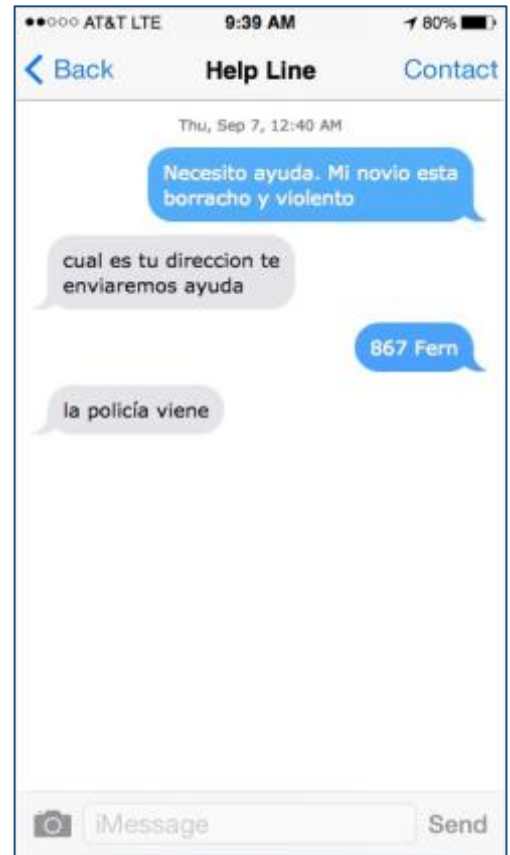 AT&T LTE 9:39 AM 80%
Back Help Line Contact
Thu, Sep 7, 12:40 AM
Necesito ayuda. Mi novio esta
borracho y violento
cual es tu direccion te
enviaremos ayuda
867 Fern
la policía viene
iMessage Send